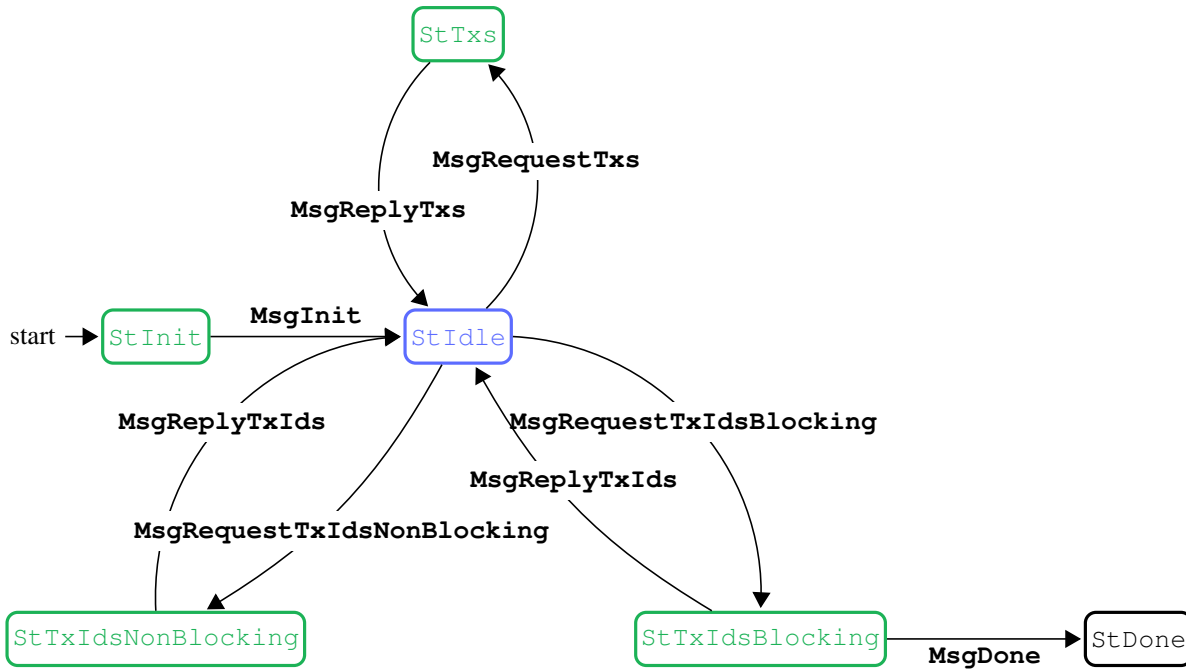 StTxs
MsgRequestTxs
MsgReplyTxs
MsgInit
start
StInit
StIdle
MsgReplyTxIds
MsgRequestTxIdsBlocking
MsgReplyTxIds
MsgRequestTxIdsNonBlocking
StTxIdsNonBlocking
StTxIdsBlocking
MsgDone
StDone